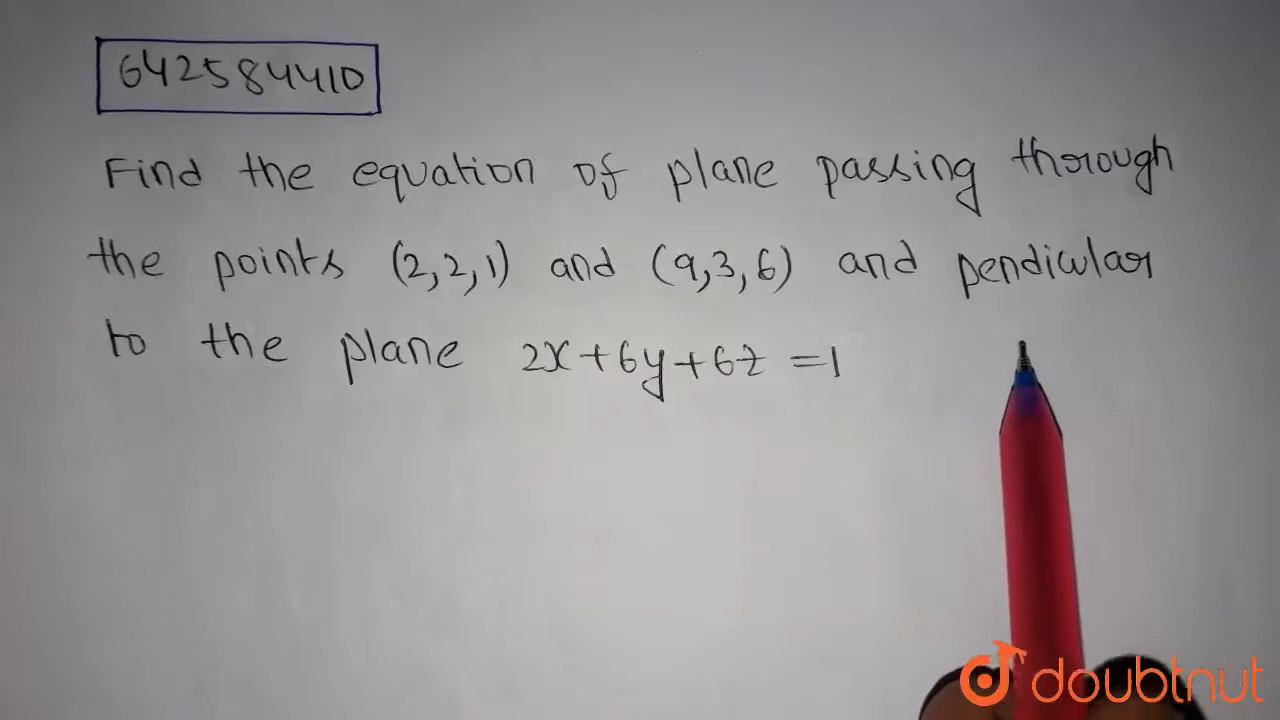 642584410
Find the equation of plane passing thorough
the points (2,2,1) and (9,3,6) and pendicular
to the plane 2x+6y+6z =1
doubtnut